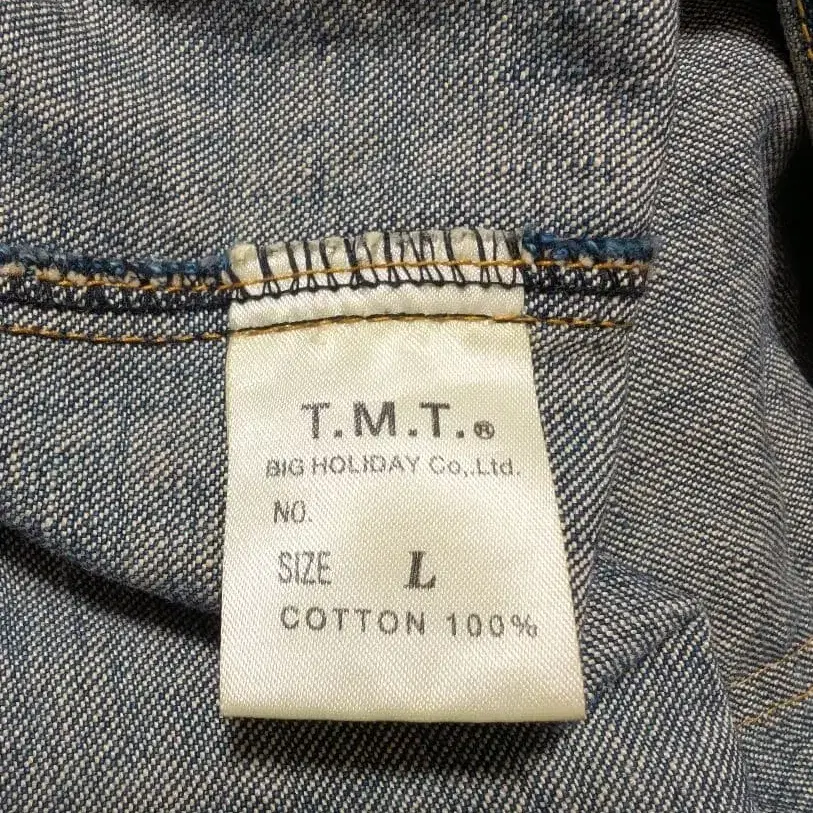 T.M.T.®
BIG HOLIDAY Co,.Ltd.
NO.
SIZE L
COTTON 100%